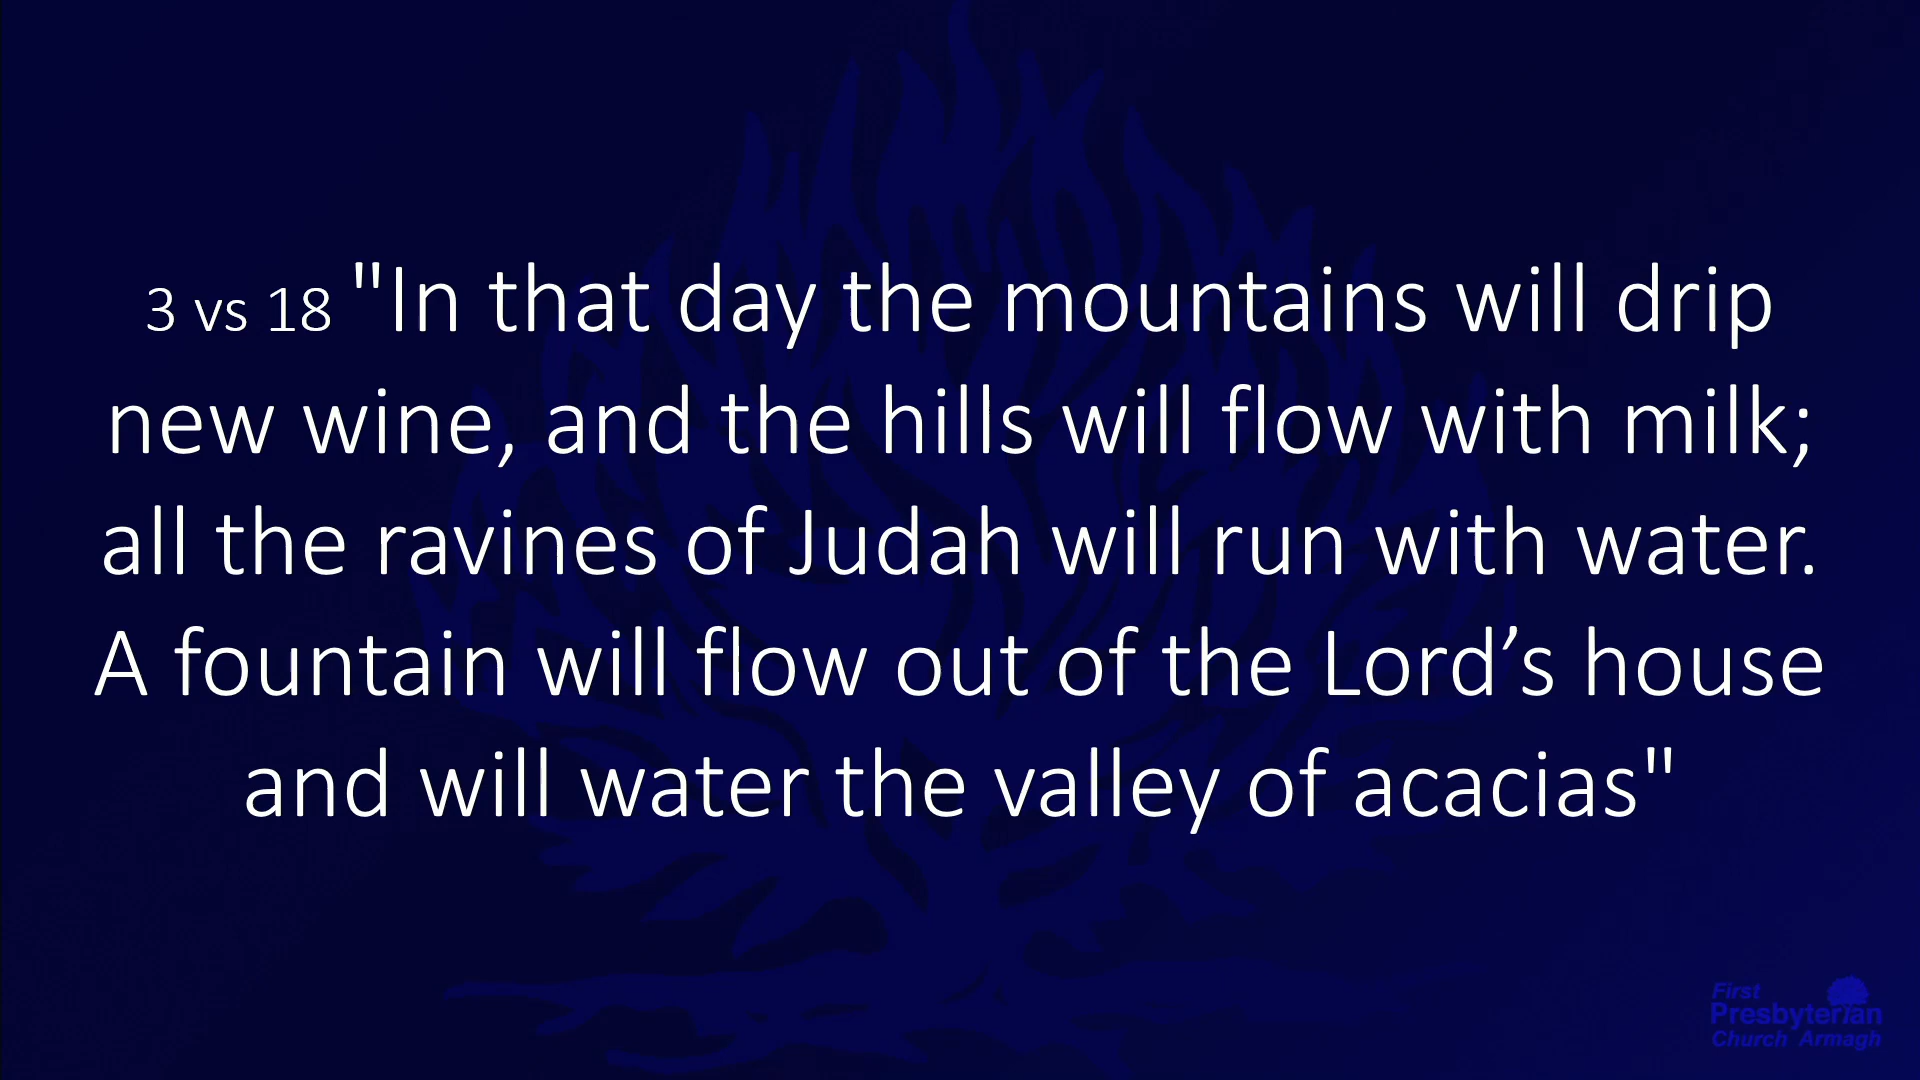 3 vs 18 "In that day the mountains will drip
new wine, and the hills will flow with milk;
all the ravines of Judah will run with water.
A fountain will flow out of the Lord’s house
and will water the valley of acacias"
First
Presbyterian
Church Armagh